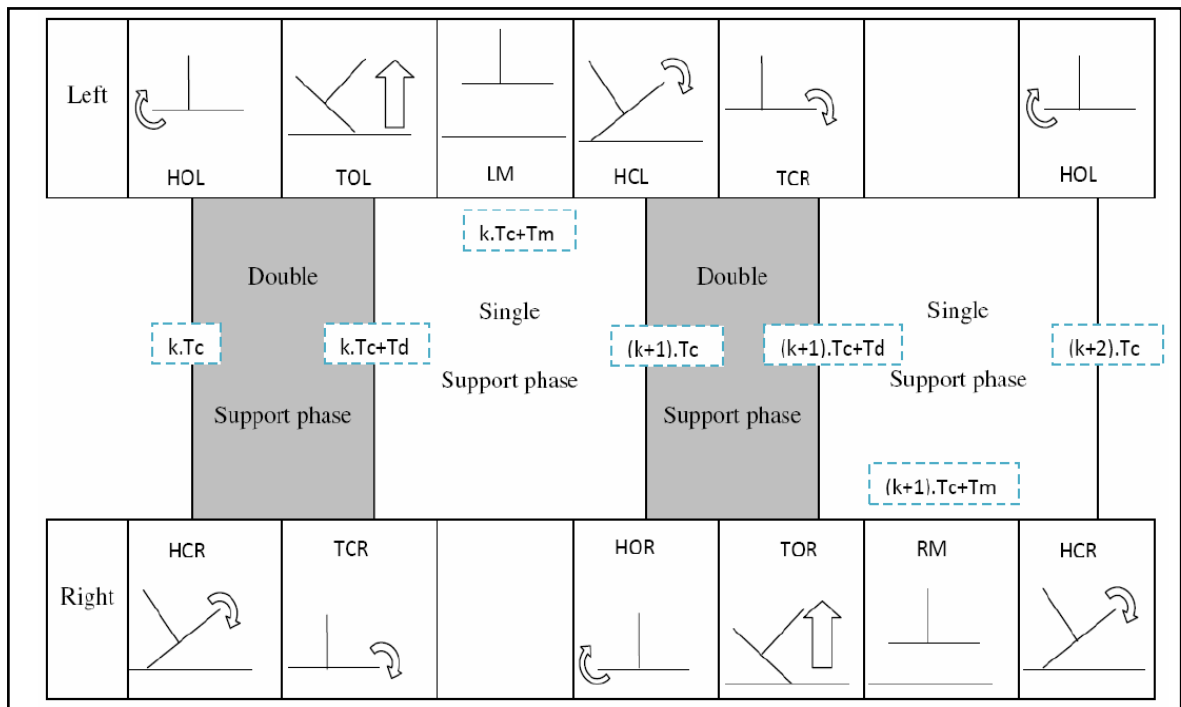 Left
HOL
TOL
LM
HCL
TCR
HOL
k.Tc+Tm
Double
Single
Double
Single
k.Tc
k.Tc+Td
(k+1).Tc
(k+1).Tc+Td
(k+2).Tc
Support phase
Support phase
Support phase
Support phase
(k+1).Tc+Tm
Right
HCR
TCR
HOR
TOR
RM
HCR